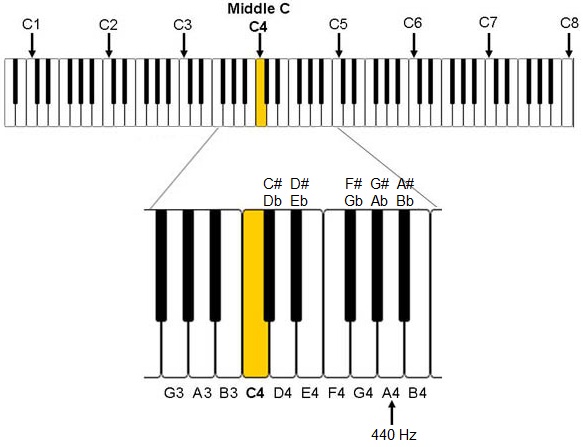 Middle C
C1 C2 C3 C4 C5 C6 C7 C8
C# D# F# G# A#
Db Eb Gb Ab Bb
G3 A3 B3 C4 D4 E4 F4 G4 A4 B4
440 Hz